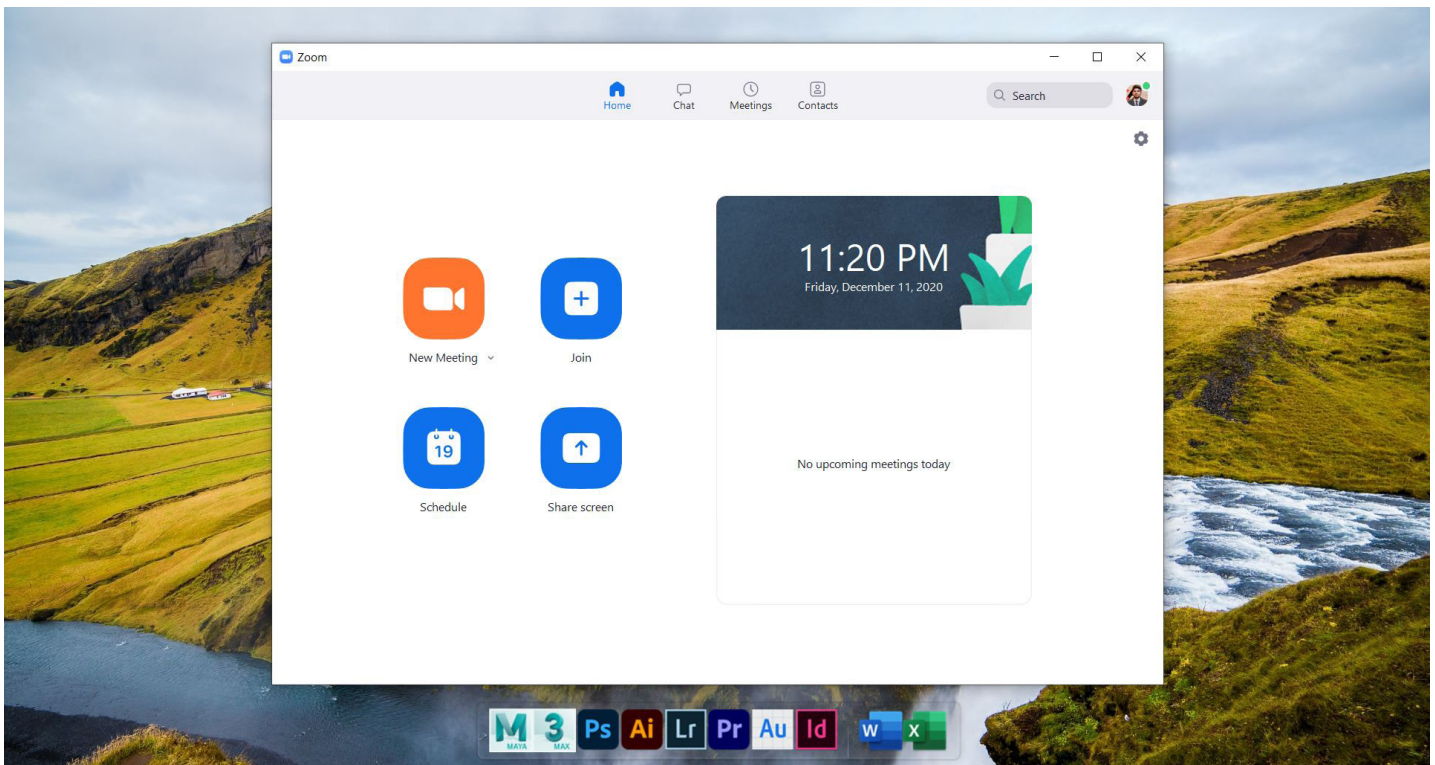 Zoom
Home Chat Meetings Contacts
Search
11:20 PM
Friday, December 11, 2020
New Meeting Join
19
No upcoming meetings today
Schedule Share screen
M MAYA 3 MAX Ps Ai Lr Pr Au Id W X